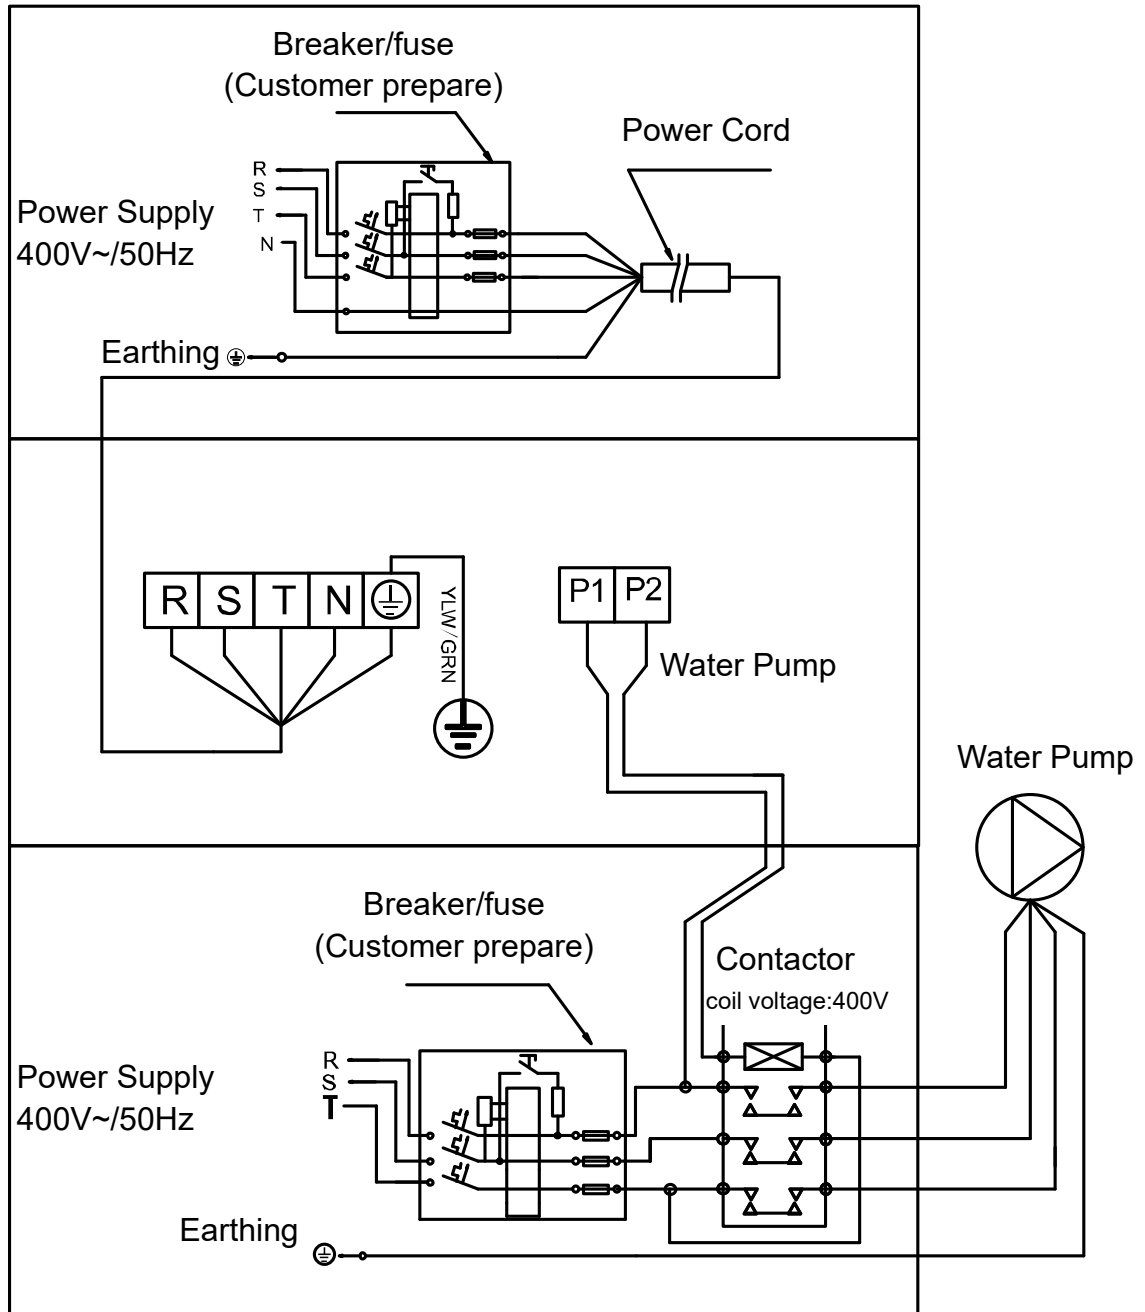 Breaker/fuse
(Customer prepare)
Power Cord
R
S
T
N
Power Supply
400V~/50Hz
Earthing
R S T N
YLW/GRN
P1 P2
Water Pump
Water Pump
Breaker/fuse
(Customer prepare)
Contactor
coil voltage:400V
R
S
T
Power Supply
400V~/50Hz
Earthing